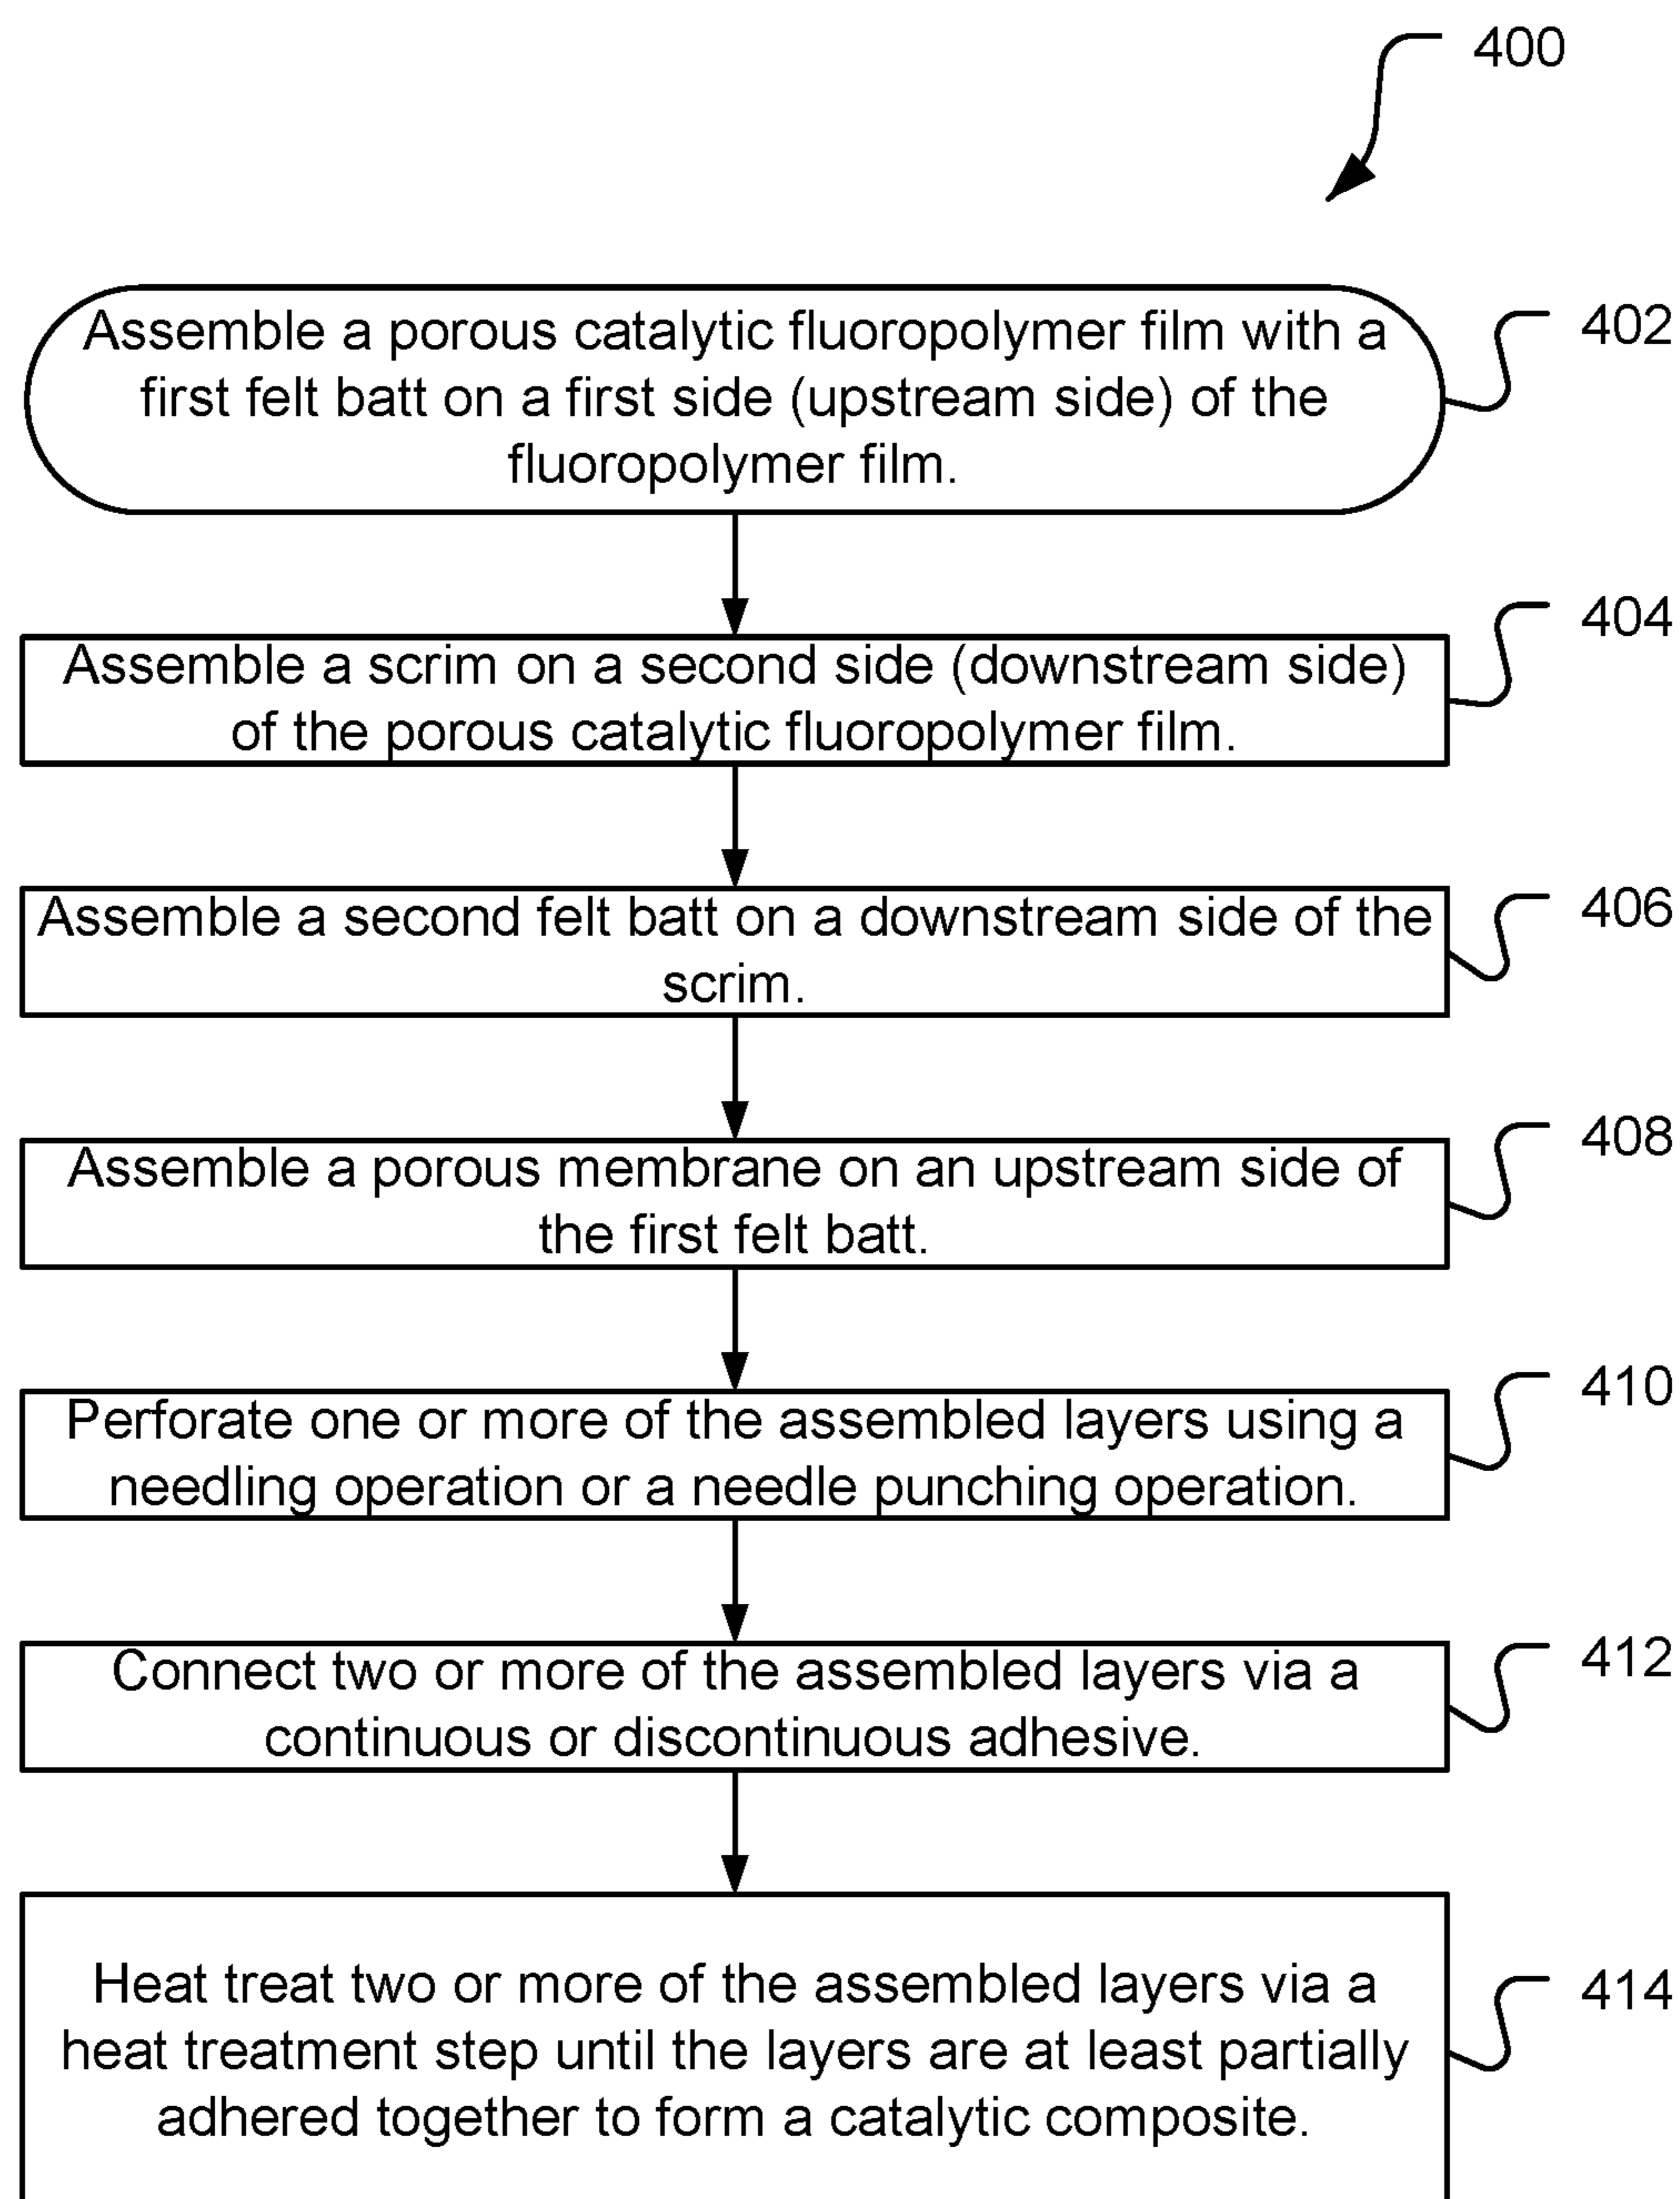 400
Assemble a porous catalytic fluoropolymer film with a
first felt batt on a first side (upstream side) of the
fluoropolymer film.
402
Assemble a scrim on a second side (downstream side)
of the porous catalytic fluoropolymer film.
404
Assemble a second felt batt on a downstream side of the
scrim.
406
Assemble a porous membrane on an upstream side of
the first felt batt.
408
Perforate one or more of the assembled layers using a
needling operation or a needle punching operation.
410
Connect two or more of the assembled layers via a
continuous or discontinuous adhesive.
412
Heat treat two or more of the assembled layers via a
heat treatment step until the layers are at least partially
adhered together to form a catalytic composite.
414